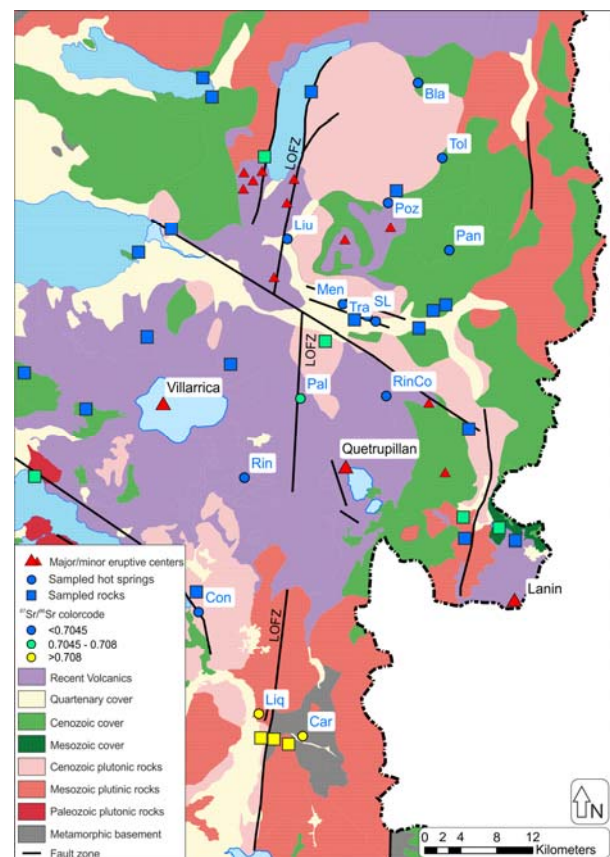 Bla
LOFZ
Tol
Poz
Liu
Pan
Men
Tra
SL
LOFZ
Villarrica
Pal
RinCo
Quetrupillan
Rin
Lanin
Con
LOFZ
Liq
Car
Major/minor eruptive centers
Sampled hot springs
Sampled rocks
⁸⁷Sr/⁸⁶Sr colorcode
<0.7045
0.7045 - 0.708
>0.708
Recent Volcanics
Quartenary cover
Cenozoic cover
Mesozoic cover
Cenozoic plutonic rocks
Mesozoic plutinic rocks
Paleozoic plutonic rocks
Metamorphic basement
Fault zone
N
0 2 4 8 12
Kilometers